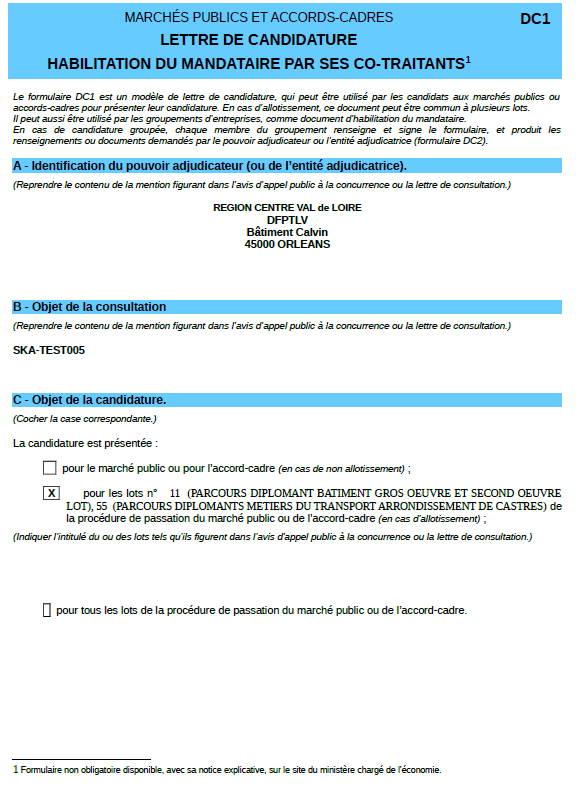 MARCHÉS PUBLICS ET ACCORDS-CADRES
DC1
LETTRE DE CANDIDATURE
HABILITATION DU MANDATAIRE PAR SES CO-TRAITANTS1
Le formulaire DC1 est un modèle de lettre de candidature, qui peut être utilisé par les candidats aux marchés publics ou
accords-cadres pour présenter leur candidature. En cas d'allotissement, ce document peut être commun à plusieurs lots.
Il peut aussi être utilisé par les groupements d'entreprises, comme document d'habilitation du mandataire.
En cas de candidature groupée, chaque membre du groupement renseigne et signe le formulaire, et produit les
renseignements ou documents demandés par le pouvoir adjudicateur ou l'entité adjudicatrice (formulaire DC2).
A - Identification du pouvoir adjudicateur (ou de l'entité adjudicatrice).
(Reprendre le contenu de la mention figurant dans l'avis d'appel public à la concurrence ou la lettre de consultation.)
REGION CENTRE VAL de LOIRE
DFPTLV
Bâtiment Calvin
45000 ORLEANS
B - Objet de la consultation
(Reprendre le contenu de la mention figurant dans l'avis d'appel public à la concurrence ou la lettre de consultation.)
SKA-TEST005
C - Objet de la candidature.
(Cocher la case correspondante.)
La candidature est présentée :
pour le marché public ou pour l'accord-cadre (en cas de non allotissement) ;
X pour les lots n° 11 (PARCOURS DIPLOMANT BATIMENT GROS OEUVRE ET SECOND OEUVRE
LOT), 55 (PARCOURS DIPLOMANTS METIERS DU TRANSPORT ARRONDISSEMENT DE CASTRES) de
la procédure de passation du marché public ou de l'accord-cadre (en cas d'allotissement) ;
(Indiquer l'intitulé du ou des lots tels qu'ils figurent dans l'avis d'appel public à la concurrence ou la lettre de consultation.)
pour tous les lots de la procédure de passation du marché public ou de l'accord-cadre.
1 Formulaire non obligatoire disponible, avec sa notice explicative, sur le site du ministère chargé de l'économie.